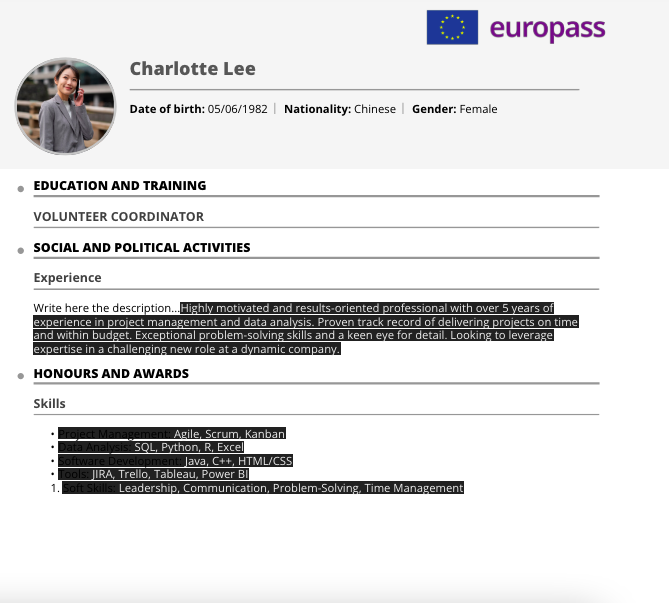 europass
Charlotte Lee
Date of birth: 05/06/1982 | Nationality: Chinese | Gender: Female
EDUCATION AND TRAINING
VOLUNTEER COORDINATOR
SOCIAL AND POLITICAL ACTIVITIES
Experience
Write here the description...Highly motivated and results-oriented professional with over 5 years of
experience in project management and data analysis. Proven track record of delivering projects on time
and within budget. Exceptional problem-solving skills and a keen eye for detail. Looking to leverage
expertise in a challenging new role at a dynamic company.
HONOURS AND AWARDS
Skills
• Project Management: Agile, Scrum, Kanban
• Data Analysis: SQL, Python, R, Excel
• Software Development: Java, C++, HTML/CSS
• Tools: JIRA, Trello, Tableau, Power BI
1. Soft Skills: Leadership, Communication, Problem-Solving, Time Management